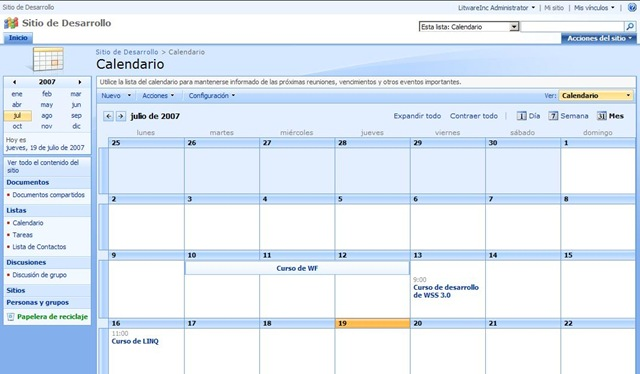 Sitio de Desarrollo
LitwareInc Administrator | Mi sitio | Mis vínculos
Sitio de Desarrollo
Esta lista: Calendario
Inicio
Acciones del sitio
2007
ene feb mar
abr may jun
jul ago sep
oct nov dic
Hoy es
jueves, 19 de julio de 2007
Ver todo el contenido del
sitio
Documentos
Documentos compartidos
Listas
Calendario
Tareas
Lista de Contactos
Discusiones
Discusión de grupo
Sitios
Personas y grupos
Papelera de reciclaje
Sitio de Desarrollo > Calendario
Calendario
Utilice la lista del calendario para mantenerse informado de las próximas reuniones, vencimientos y otros eventos importantes.
Nuevo Acciones Configuración Ver: Calendario
julio de 2007 Expandir todo Contraer todo 1 Día 7 Semana 31 Mes
lunes martes miércoles jueves viernes sábado domingo
25 26 27 28 29 30 1
2 3 4 5 6 7 8
9 10 11 12 13 14 15
Curso de WF
9:00
Curso de desarrollo
de WSS 3.0
16 17 18 19 20 21 22
11:00
Curso de LINQ